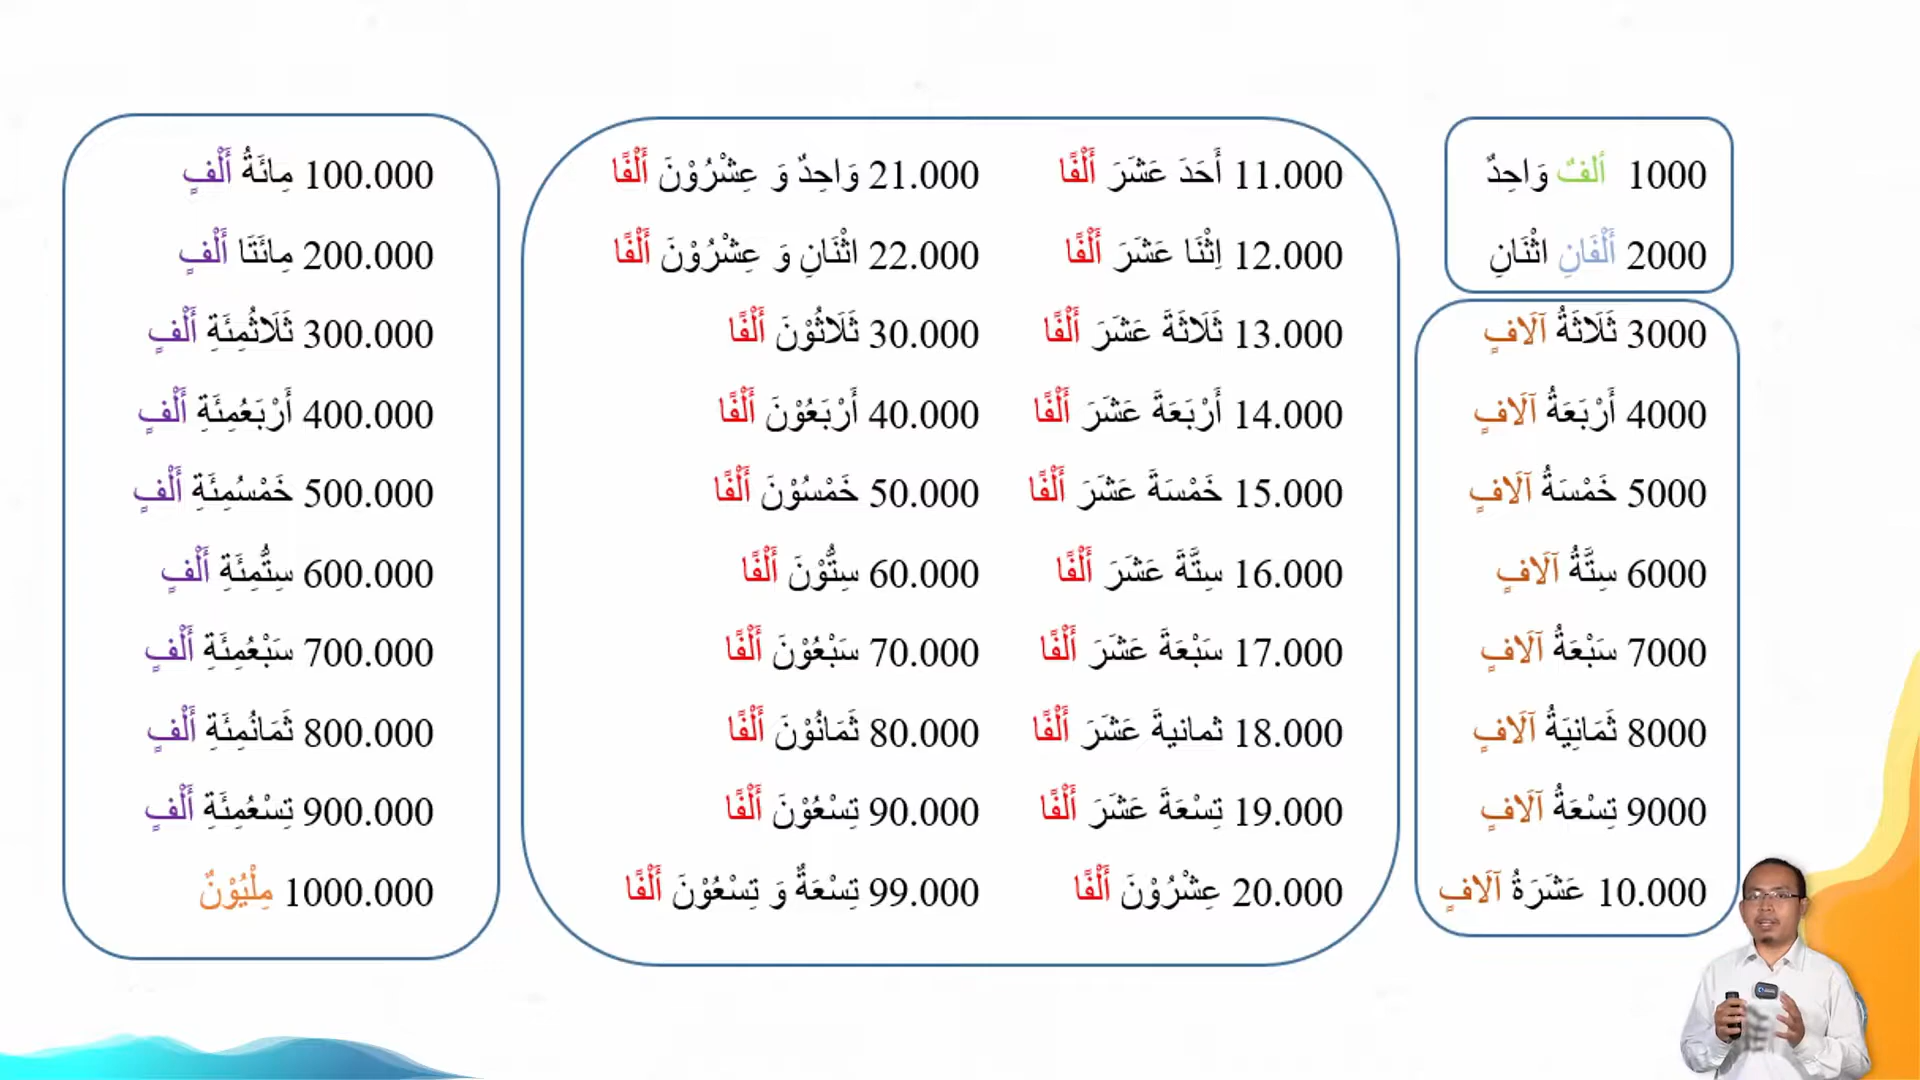 1000 ألفٌ وَاحِدٌ
2000 أَلْفَانِ اثْنَانِ
3000 ثَلَاثَةُ آلَافٍ
4000 أَرْبَعَةُ آلَافٍ
5000 خَمْسَةُ آلَافٍ
6000 سِتَّةُ آلَافٍ
7000 سَبْعَةُ آلَافٍ
8000 ثَمَانِيَةُ آلَافٍ
9000 تِسْعَةُ آلَافٍ
10.000 عَشَرَةُ آلَافٍ
11.000 أَحَدَ عَشَرَ أَلْفًا
12.000 اِثْنَا عَشَرَ أَلْفًا
13.000 ثَلَاثَةَ عَشَرَ أَلْفًا
14.000 أَرْبَعَةَ عَشَرَ أَلْفًا
15.000 خَمْسَةَ عَشَرَ أَلْفًا
16.000 سِتَّةَ عَشَرَ أَلْفًا
17.000 سَبْعَةَ عَشَرَ أَلْفًا
18.000 ثمانيةَ عَشَرَ أَلْفًا
19.000 تِسْعَةَ عَشَرَ أَلْفًا
20.000 عِشْرُوْنَ أَلْفًا
21.000 وَاحِدٌ وَ عِشْرُوْنَ أَلْفًا
22.000 اثْنَانِ وَ عِشْرُوْنَ أَلْفًا
30.000 ثَلَاثُوْنَ أَلْفًا
40.000 أَرْبَعُوْنَ أَلْفًا
50.000 خَمْسُوْنَ أَلْفًا
60.000 سِتُّوْنَ أَلْفًا
70.000 سَبْعُوْنَ أَلْفًا
80.000 ثَمَانُوْنَ أَلْفًا
90.000 تِسْعُوْنَ أَلْفًا
99.000 تِسْعَةٌ وَ تِسْعُوْنَ أَلْفًا
100.000 مِائَةُ أَلْفٍ
200.000 مِائَتَا أَلْفٍ
300.000 ثَلَاثُمِئَةِ أَلْفٍ
400.000 أَرْبَعُمِئَةِ أَلْفٍ
500.000 خَمْسُمِئَةِ أَلْفٍ
600.000 سِتُّمِئَةِ أَلْفٍ
700.000 سَبْعُمِئَةِ أَلْفٍ
800.000 ثَمَانُمِئَةِ أَلْفٍ
900.000 تِسْعُمِئَةِ أَلْفٍ
1000.000 مِلْيُوْنٌ